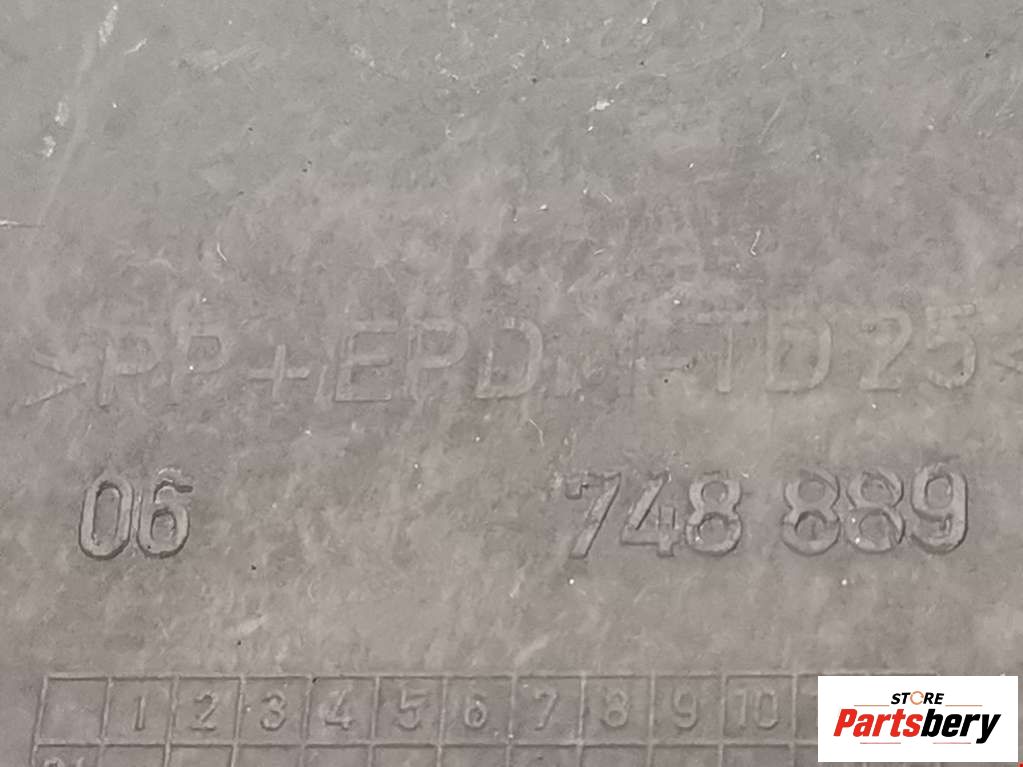 >PP+EPDM-TD25<
06 748 889
1 2 3 4 5 6 7 8 9 10
STORE
Partsbery